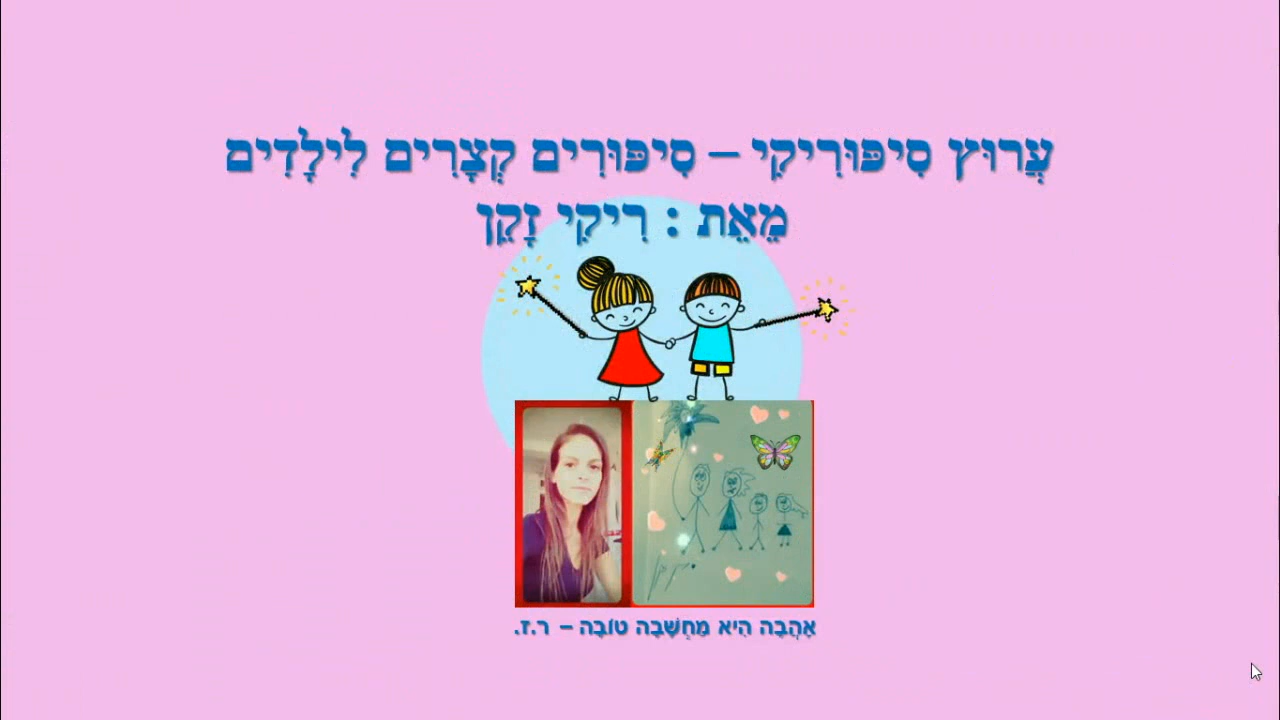 עֲרוּץ סִיפּוּרִיקִי – סִיפּוּרִים קְצָרִים לִילָדִים
מֵאֵת : רִיקִי זָקֵן
אַהֲבָה הִיא מַחְשָׁבָה טוֹבָה – ר.ז.